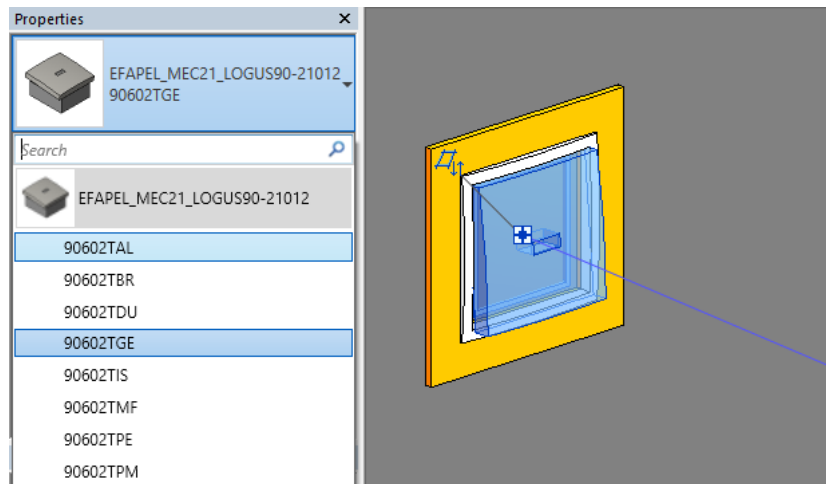 Properties
EFAPEL_MEC21_LOGUS90-21012
90602TGE
Search
EFAPEL_MEC21_LOGUS90-21012
90602TAL
90602TBR
90602TDU
90602TGE
90602TIS
90602TMF
90602TPE
90602TPM